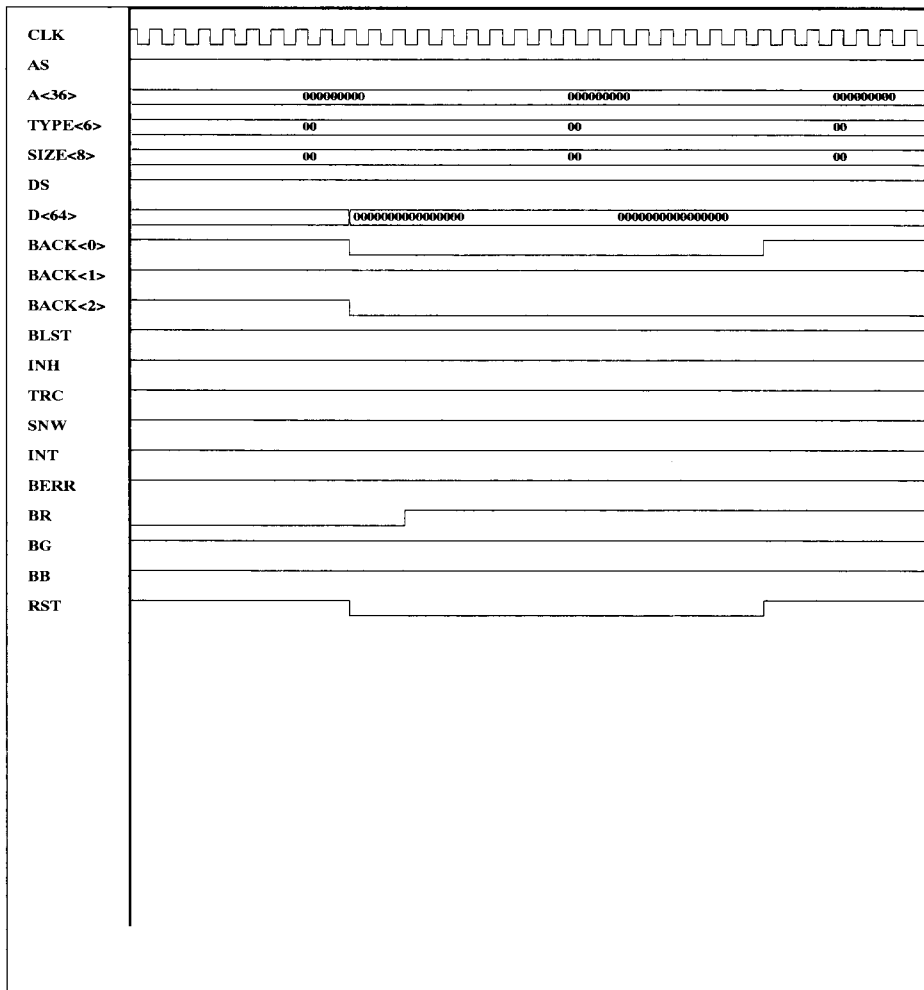 CLK
AS
A<36> 000000000 000000000 000000000
TYPE<6> 00 00 00
SIZE<8> 00 00 00
DS
D<64> 0000000000000000 0000000000000000
BACK<0>
BACK<1>
BACK<2>
BLST
INH
TRC
SNW
INT
BERR
BR
BG
BB
RST